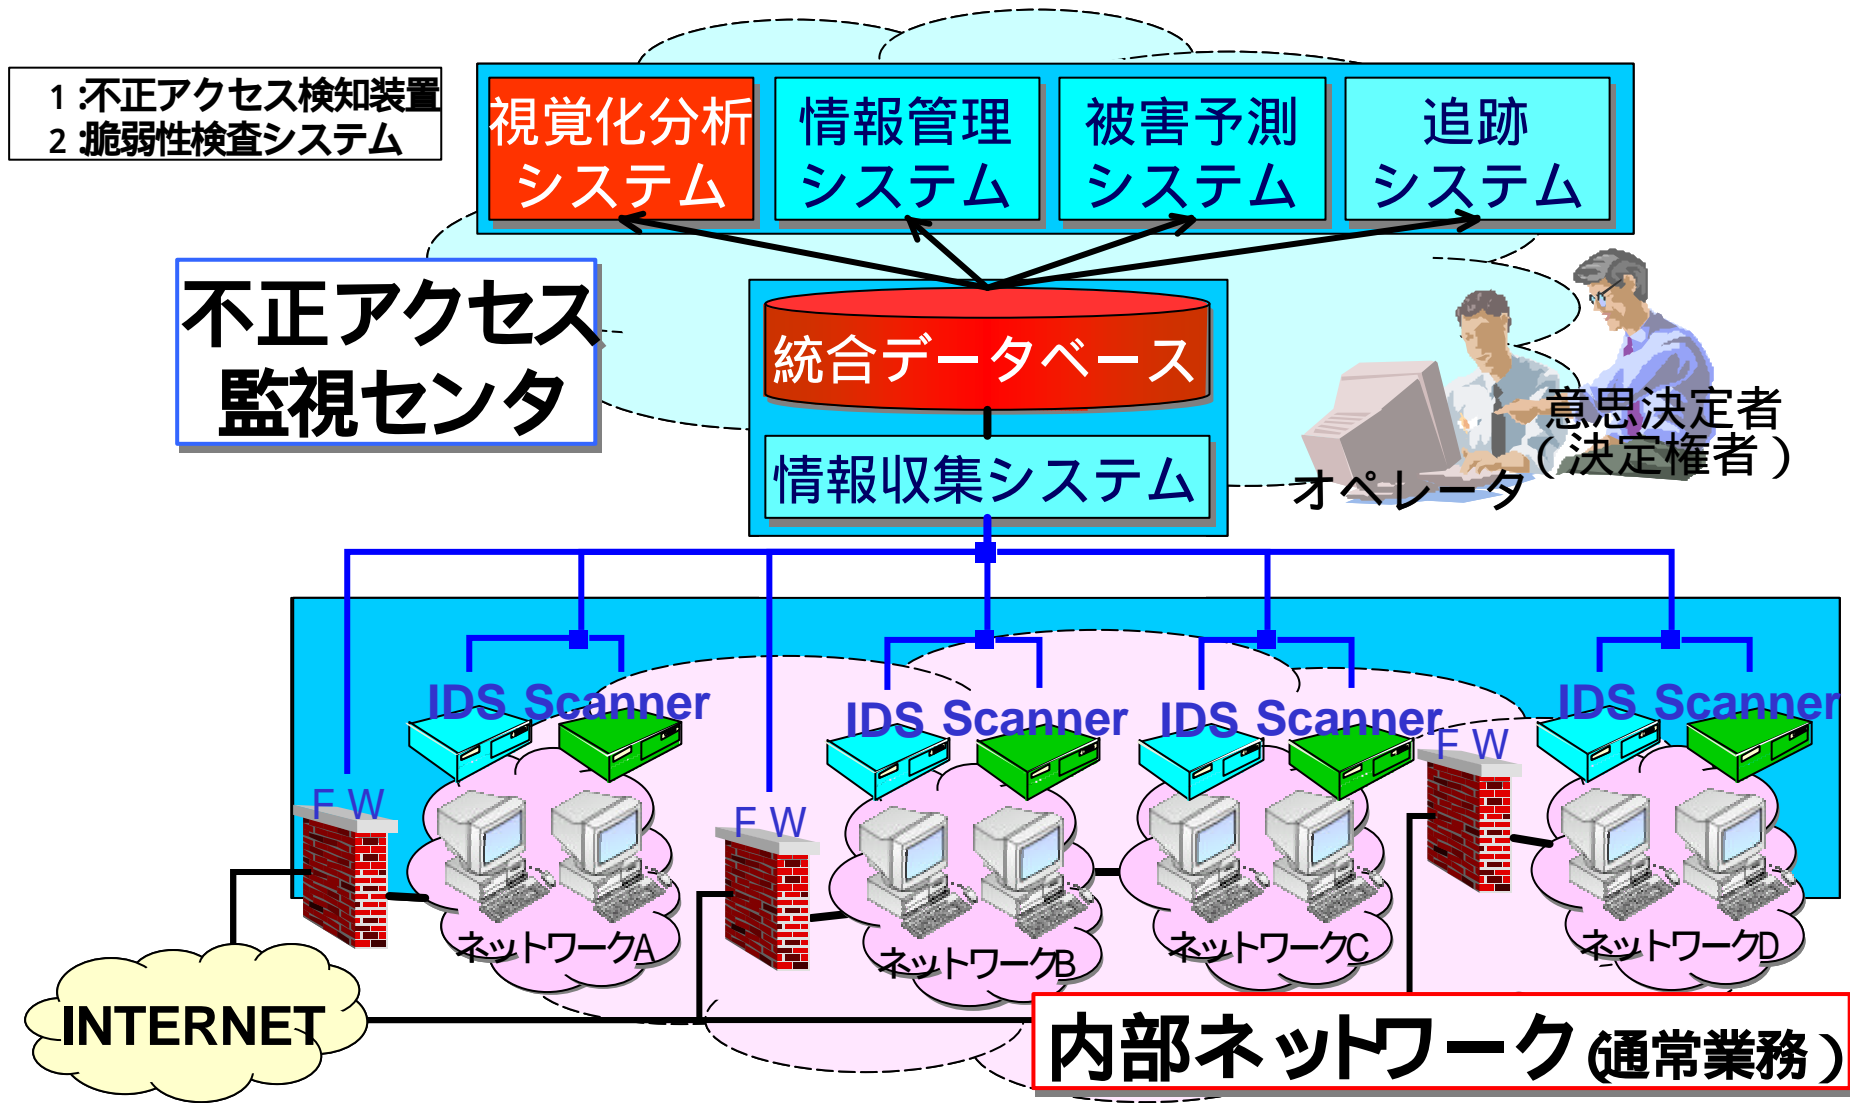 1 :不正アクセス検知装置
2 :脆弱性検査システム
視覚化分析
システム
情報管理
システム
被害予測
システム
追跡
システム
不正アクセス
監視センタ
統合データベース
情報収集システム
意思決定者
(決定権者)
オペレータ
IDS Scanner
IDS Scanner
IDS Scanner
IDS Scanner
FW
FW
FW
ネットワークA
ネットワークB
ネットワークC
ネットワークD
INTERNET
内部ネットワーク(通常業務)